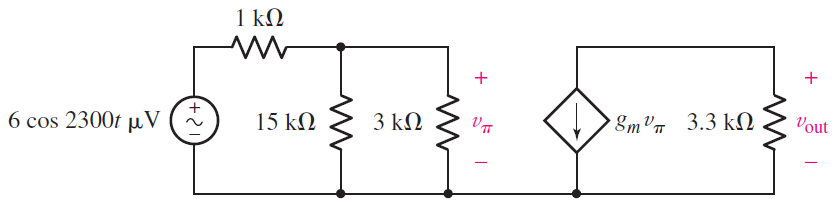 1 kΩ
6 cos 2300t μV
+
~
−
15 kΩ
3 kΩ
+
vπ
−
gmvπ
3.3 kΩ
+
vout
−